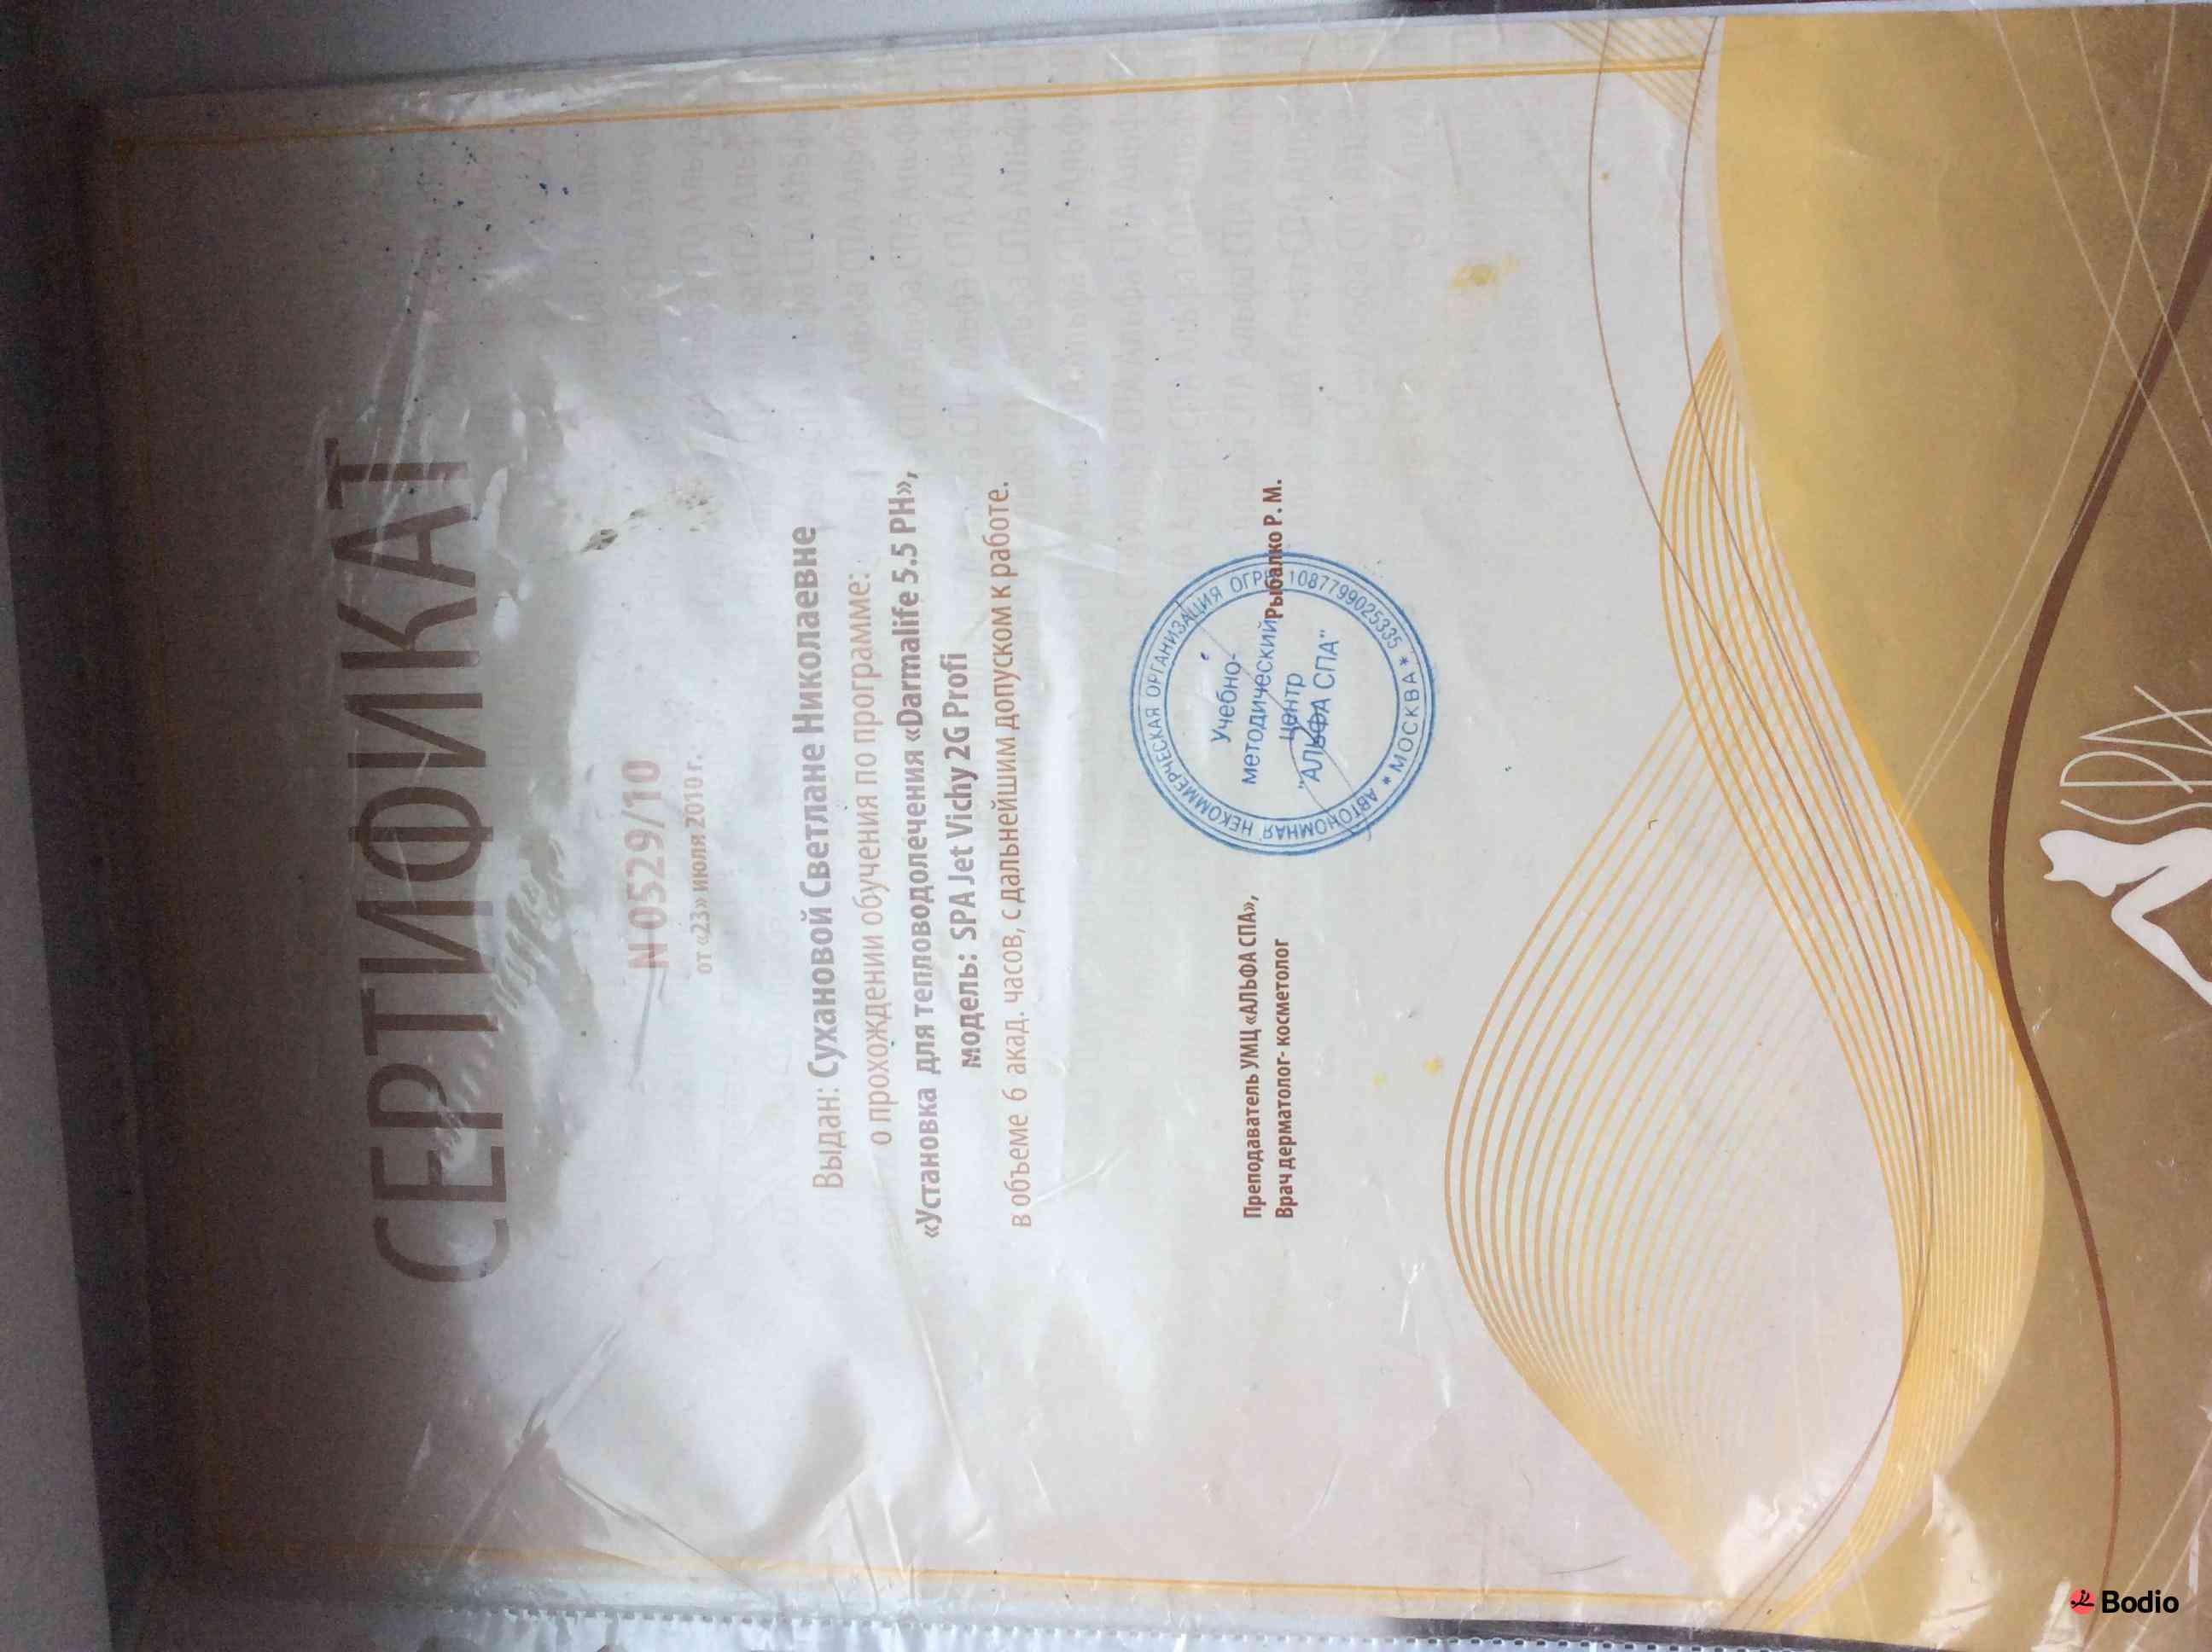 СЕРТИФИКАТ
N 0529/10
от «23» июля 2010 г.
Выдан: Сухановой Светлане Николаевне
о прохождении обучения по программе:
«Установка для тепловодолечения «Darmalife 5.5 PH»,
модель: SPA Jet Vichy 2G Profi
в объеме 6 акад. часов, с дальнейшим допуском к работе.
Преподаватель УМЦ «АЛЬФА СПА»,
Врач дерматолог- косметолог
Рыбалко Р. М.
АВТОНОМНАЯ НЕКОММЕРЧЕСКАЯ ОРГАНИЗАЦИЯ ОГРН 1087799025335
* МОСКВА *
Учебно-
методический
центр
"АЛЬФА СПА"
SPA
Bodio